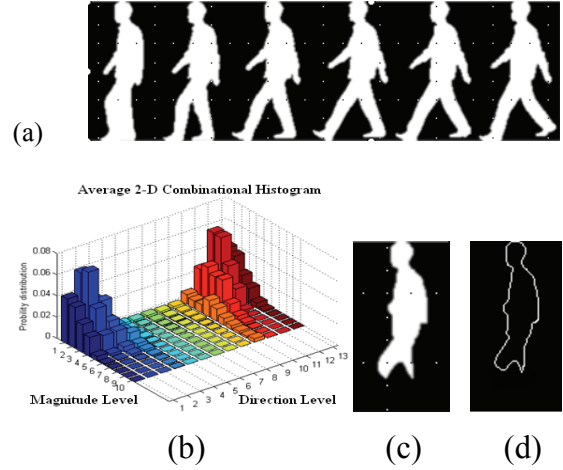 (a)
Average 2-D Combinational Histogram
Probility distribution
0.08
0.06
0.04
0.02
0
1 2 3 4 5 6 7 8 9 10
1 2 3 4 5 6 7 8 9 10 11 12 13
Magnitude Level
Direction Level
(b)
(c)
(d)